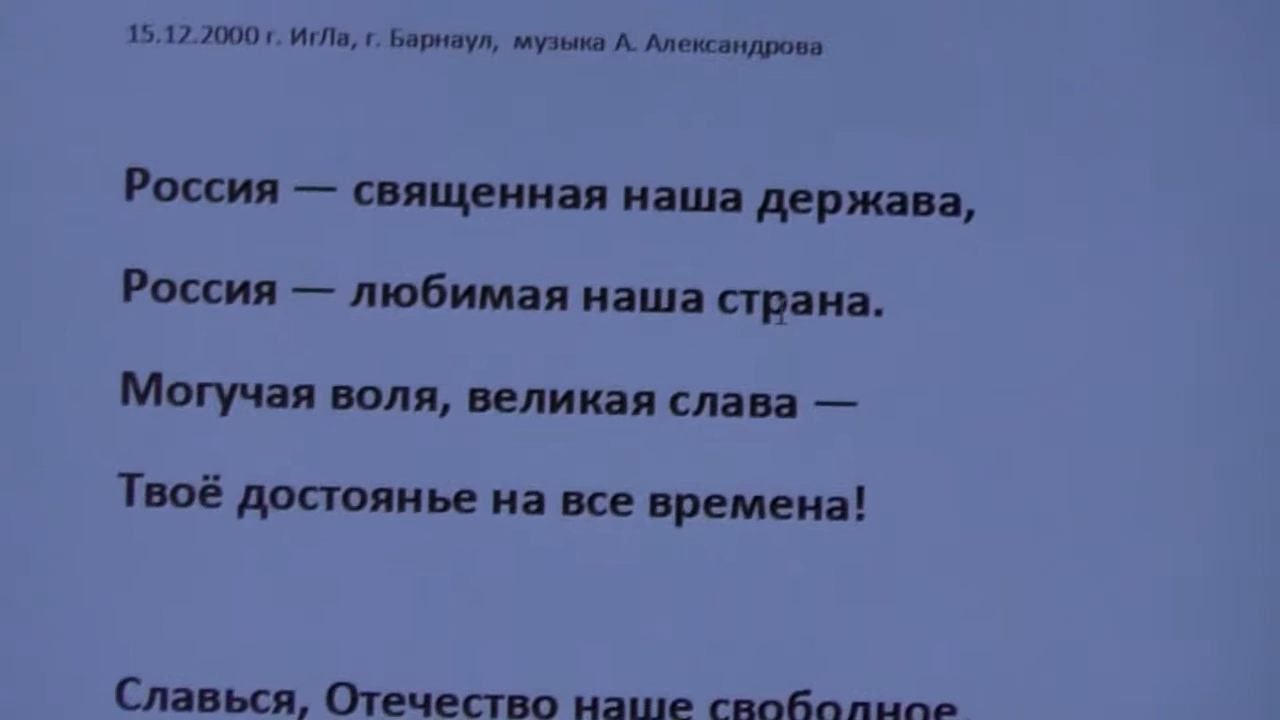 15.12.2000 г. ИгЛа, г. Барнаул, музыка А. Александрова
Россия — священная наша держава,
Россия — любимая наша страна.
Могучая воля, великая слава —
Твоё достоянье на все времена!
Славься, Отечество наше свободное,